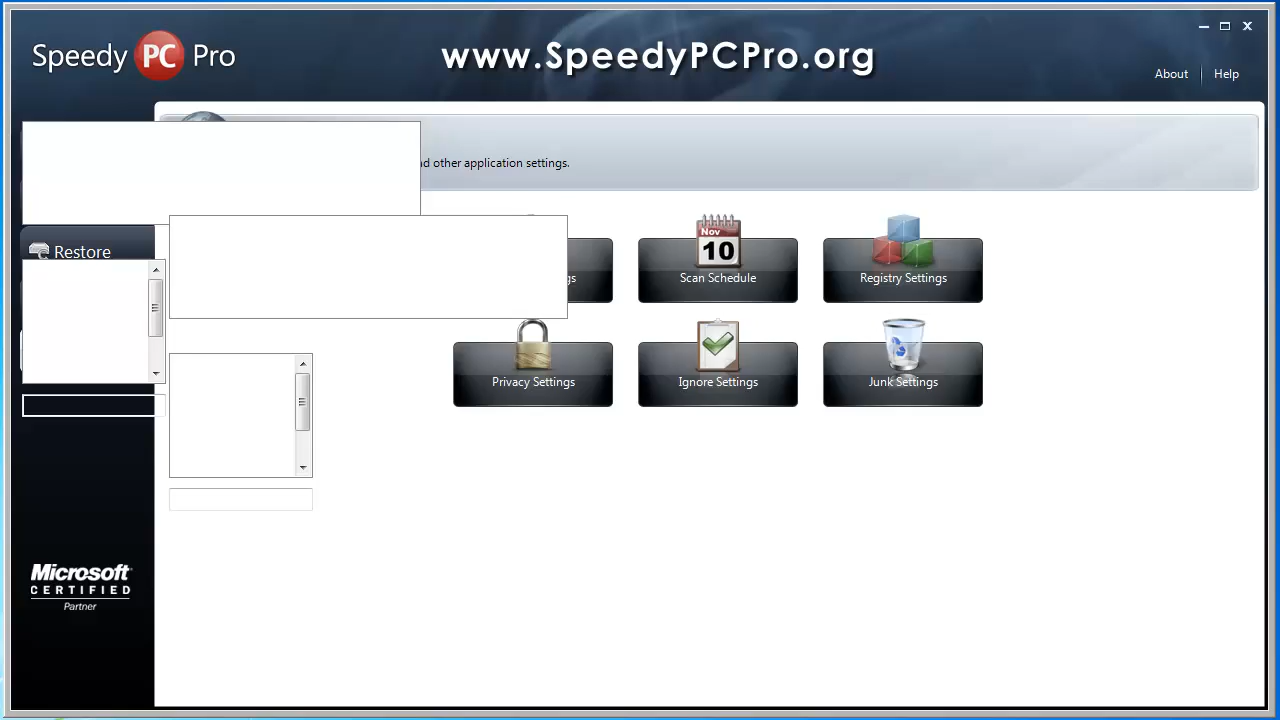 Speedy PC Pro
www.SpeedyPCPro.org
About
Help
other application settings.
Restore
Nov
10
Scan Schedule
Registry Settings
Privacy Settings
Ignore Settings
Junk Settings
Microsoft
CERTIFIED
Partner